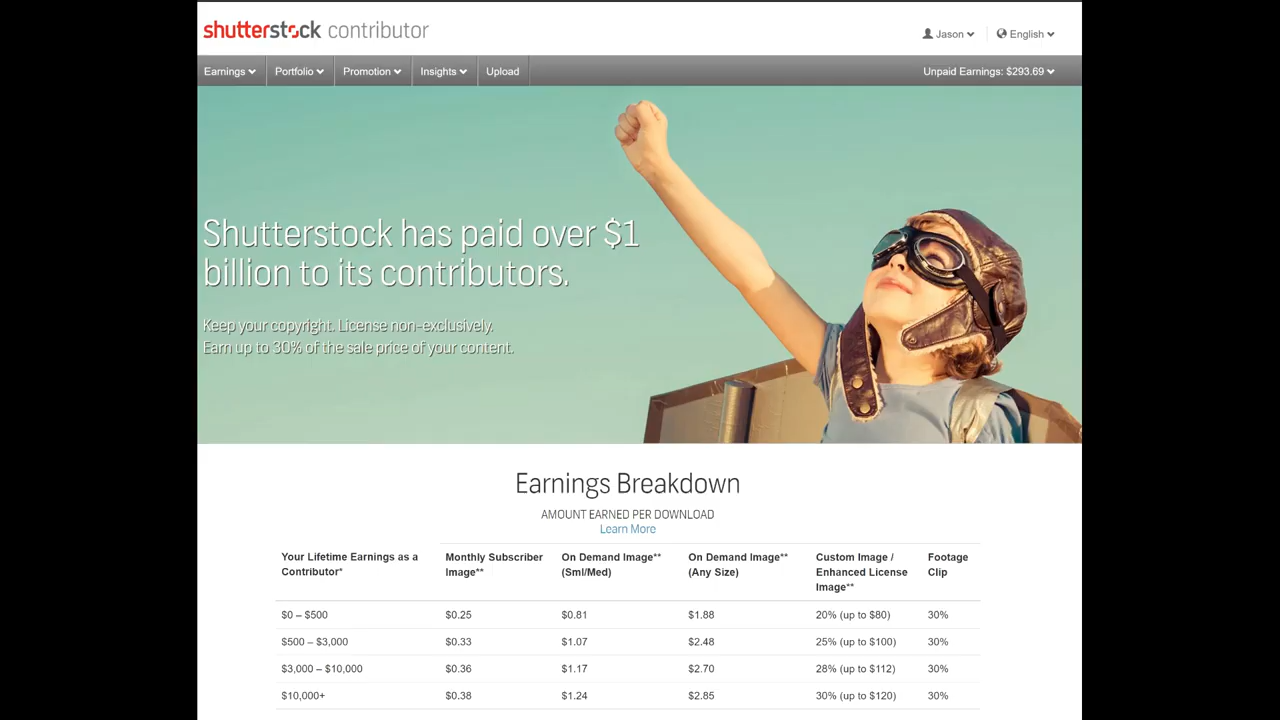 shutterstock contributor
Jason
English
Earnings
Portfolio
Promotion
Insights
Upload
Unpaid Earnings: $293.69
Shutterstock has paid over $1
billion to its contributors.
Keep your copyright. License non-exclusively.
Earn up to 30% of the sale price of your content.
Earnings Breakdown
AMOUNT EARNED PER DOWNLOAD
Learn More
Your Lifetime Earnings as a
Contributor*
Monthly Subscriber
Image**
On Demand Image**
(Sml/Med)
On Demand Image**
(Any Size)
Custom Image /
Enhanced License
Image**
Footage
Clip
$0 – $500 $0.25 $0.81 $1.88 20% (up to $80) 30%
$500 – $3,000 $0.33 $1.07 $2.48 25% (up to $100) 30%
$3,000 – $10,000 $0.36 $1.17 $2.70 28% (up to $112) 30%
$10,000+ $0.38 $1.24 $2.85 30% (up to $120) 30%